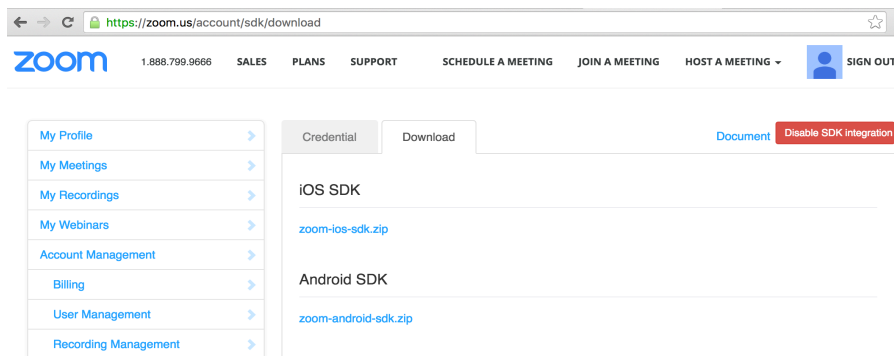 https://zoom.us/account/sdk/download
zoom 1.888.799.9666 SALES PLANS SUPPORT SCHEDULE A MEETING JOIN A MEETING HOST A MEETING SIGN OUT
My Profile
My Meetings
My Recordings
My Webinars
Account Management
Billing
User Management
Recording Management
Credential Download Document Disable SDK integration
iOS SDK
zoom-ios-sdk.zip
Android SDK
zoom-android-sdk.zip